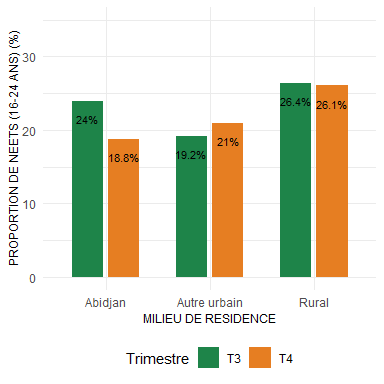 PROPORTION DE NEETS (16-24 ANS) (%)
30
20
10
0
24%
18.8%
19.2%
21%
26.4%
26.1%
Abidjan
Autre urbain
Rural
MILIEU DE RESIDENCE
Trimestre T3 T4